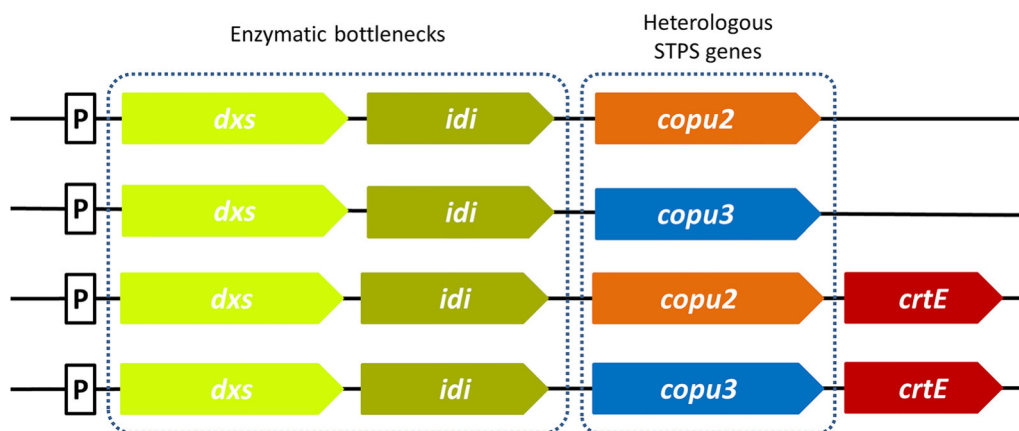 Enzymatic bottlenecks
Heterologous
STPS genes
P dxs idi copu2
P dxs idi copu3
P dxs idi copu2 crtE
P dxs idi copu3 crtE